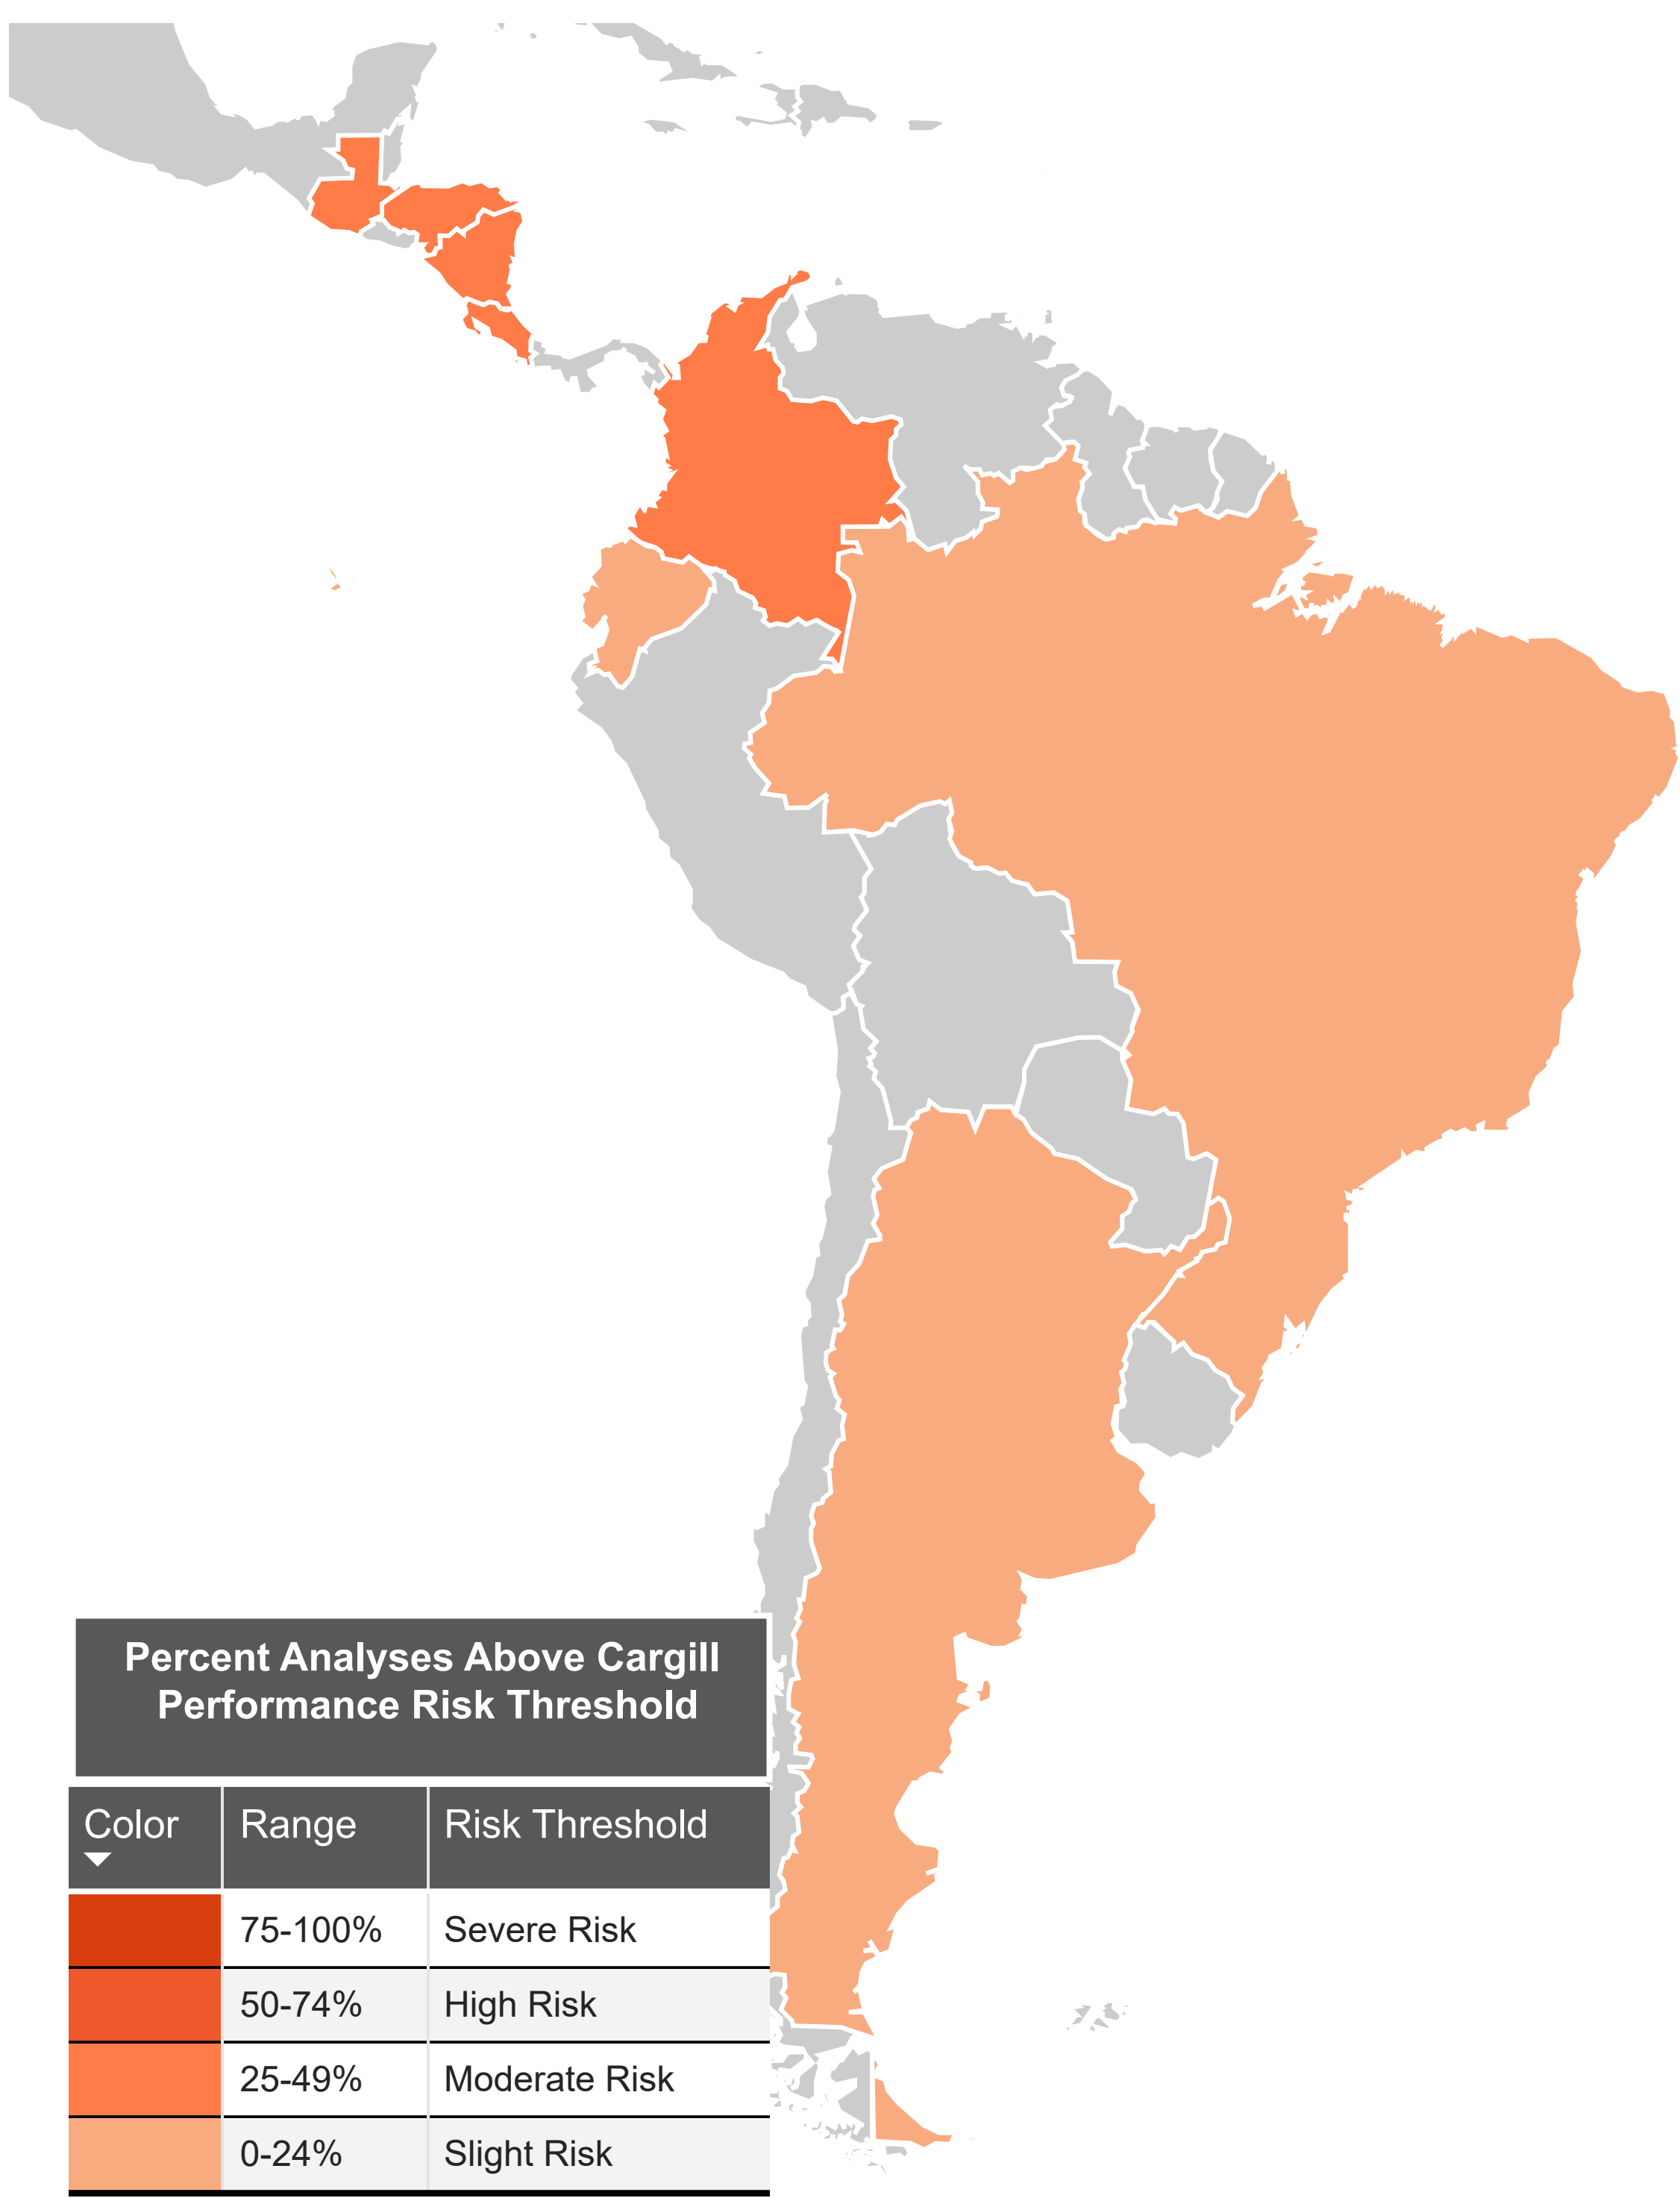 Percent Analyses Above Cargill
Performance Risk Threshold
Color Range Risk Threshold
75-100% Severe Risk
50-74% High Risk
25-49% Moderate Risk
0-24% Slight Risk